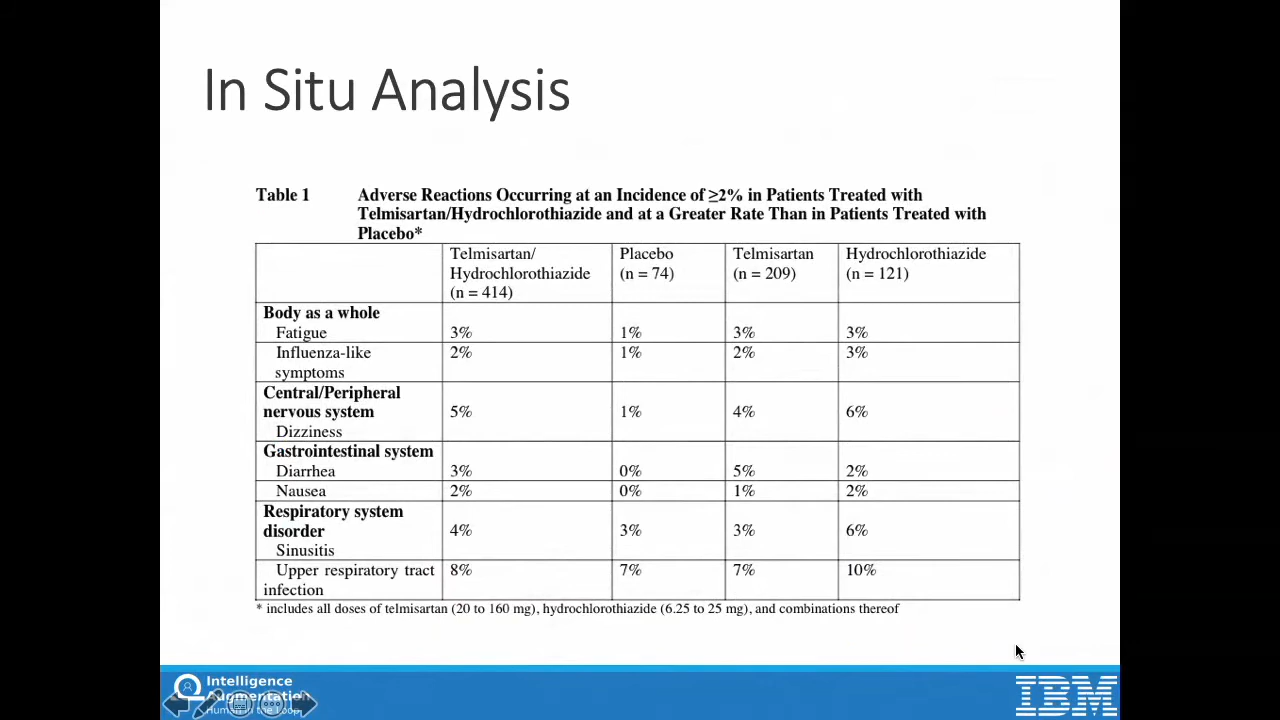 In Situ Analysis
Table 1 Adverse Reactions Occurring at an Incidence of ≥2% in Patients Treated with
Telmisartan/Hydrochlorothiazide and at a Greater Rate Than in Patients Treated with
Placebo*
Telmisartan/ Placebo Telmisartan Hydrochlorothiazide
Hydrochlorothiazide (n = 74) (n = 209) (n = 121)
(n = 414)
Body as a whole
Fatigue 3% 1% 3% 3%
Influenza-like 2% 1% 2% 3%
symptoms
Central/Peripheral
nervous system 5% 1% 4% 6%
Dizziness
Gastrointestinal system
Diarrhea 3% 0% 5% 2%
Nausea 2% 0% 1% 2%
Respiratory system
disorder 4% 3% 3% 6%
Sinusitis
Upper respiratory tract 8% 7% 7% 10%
infection
* includes all doses of telmisartan (20 to 160 mg), hydrochlorothiazide (6.25 to 25 mg), and combinations thereof
Intelligence
Augmentation
Human in the Loop
IBM